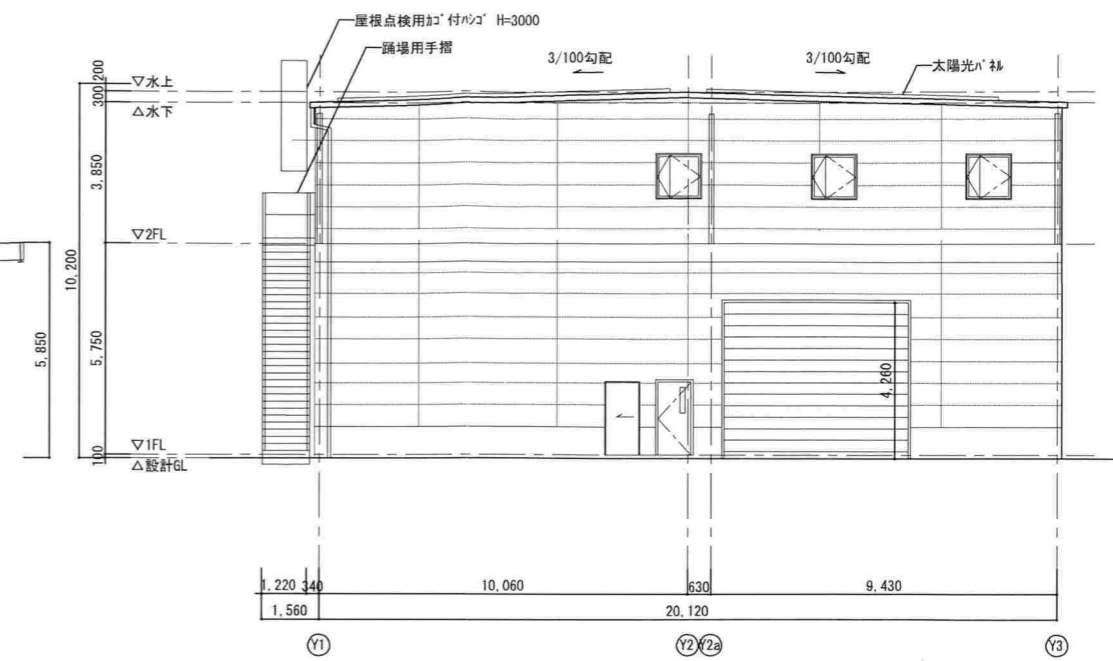 屋根点検用ｶｺﾞ付ﾊｼｺﾞ H=3000
踊場用手摺
3/100勾配
3/100勾配
太陽光ﾊﾟﾈﾙ
200
▽水上
300
△水下
3,850
▽2FL
10,200
5,850
5,750
4,260
▽1FL
100
△設計GL
1,220
340
10,060
630
9,430
1,560
20,120
Y1
Y2
Y2a
Y3